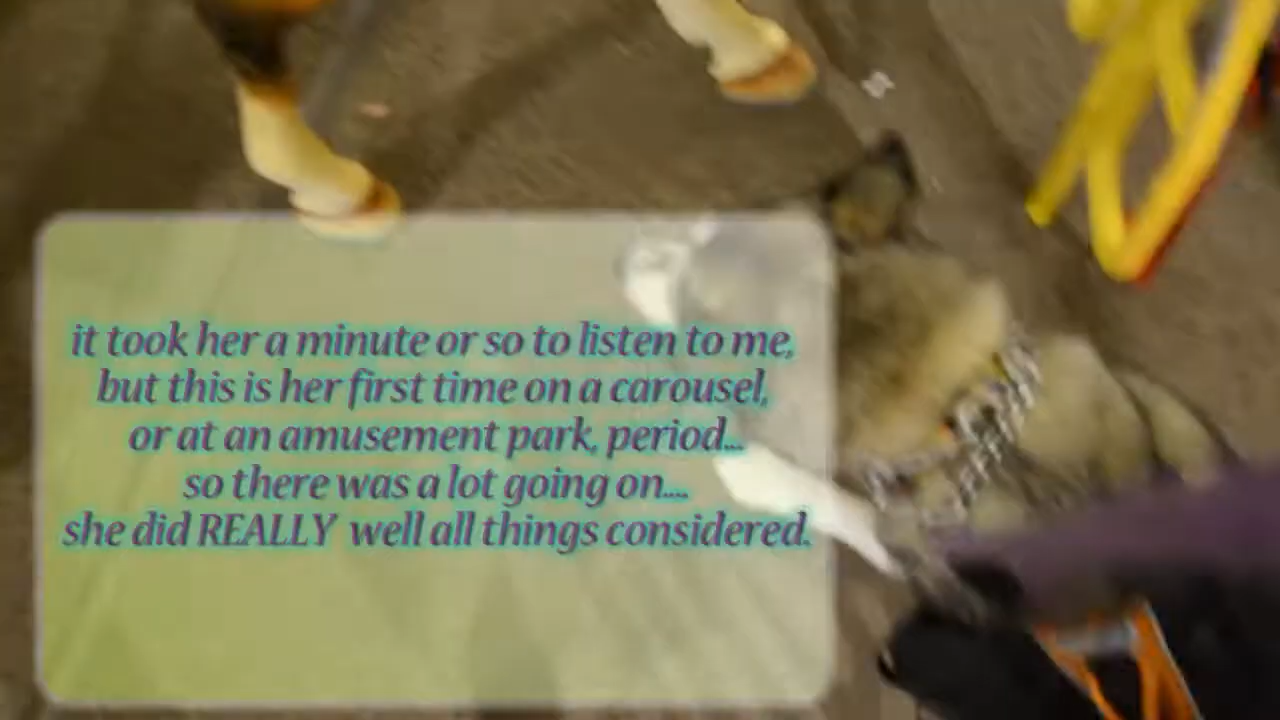 it took her a minute or so to listen to me,
but this is her first time on a carousel,
or at an amusement park, period...
so there was a lot going on....
she did REALLY well all things considered.